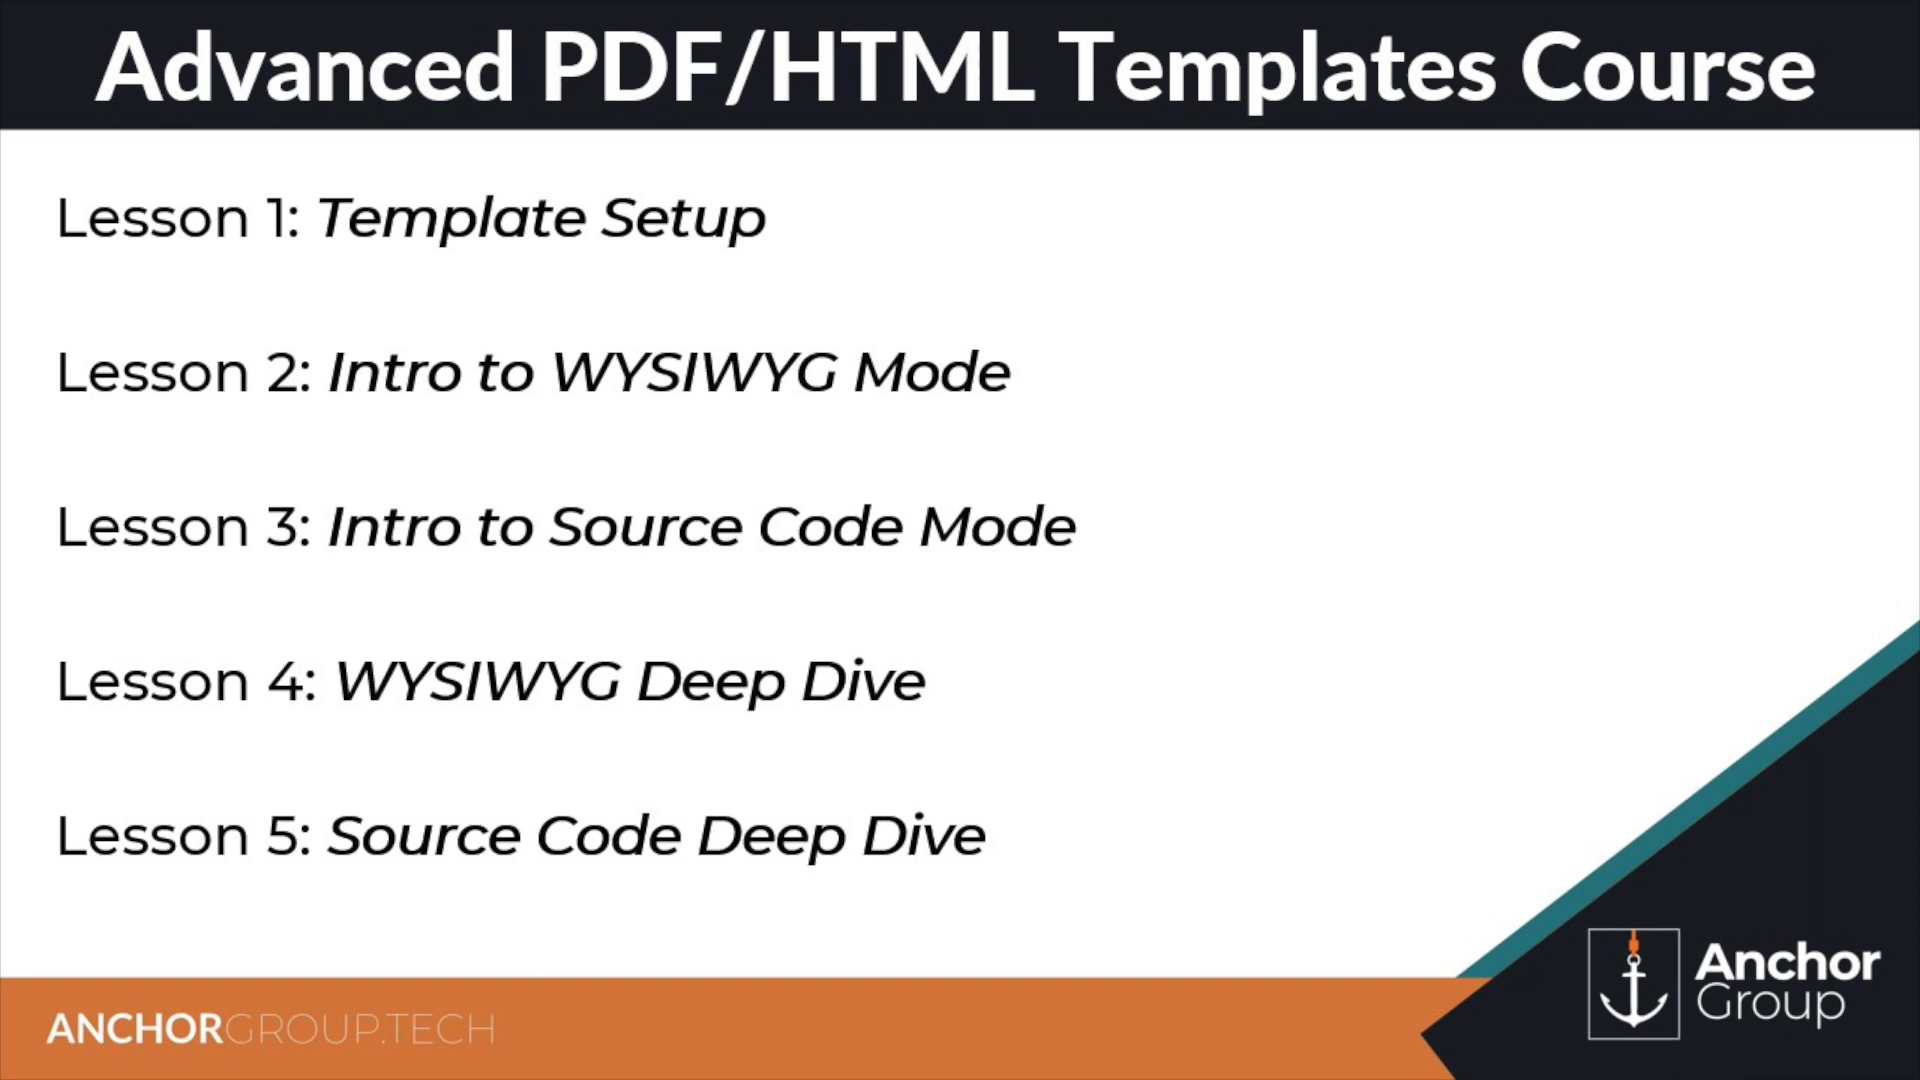 Advanced PDF/HTML Templates Course
Lesson 1: Template Setup
Lesson 2: Intro to WYSIWYG Mode
Lesson 3: Intro to Source Code Mode
Lesson 4: WYSIWYG Deep Dive
Lesson 5: Source Code Deep Dive
ANCHORGROUP.TECH
Anchor
Group